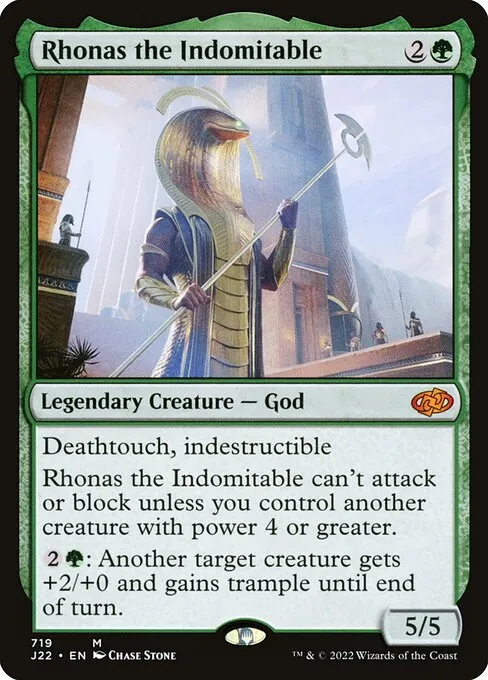 Rhonas the Indomitable 2
Legendary Creature — God
Deathtouch, indestructible
Rhonas the Indomitable can't attack
or block unless you control another
creature with power 4 or greater.
2 : Another target creature gets
+2/+0 and gains trample until end
of turn.
5/5
719 M
J22 • EN Chase Stone
™ & © 2022 Wizards of the Coast